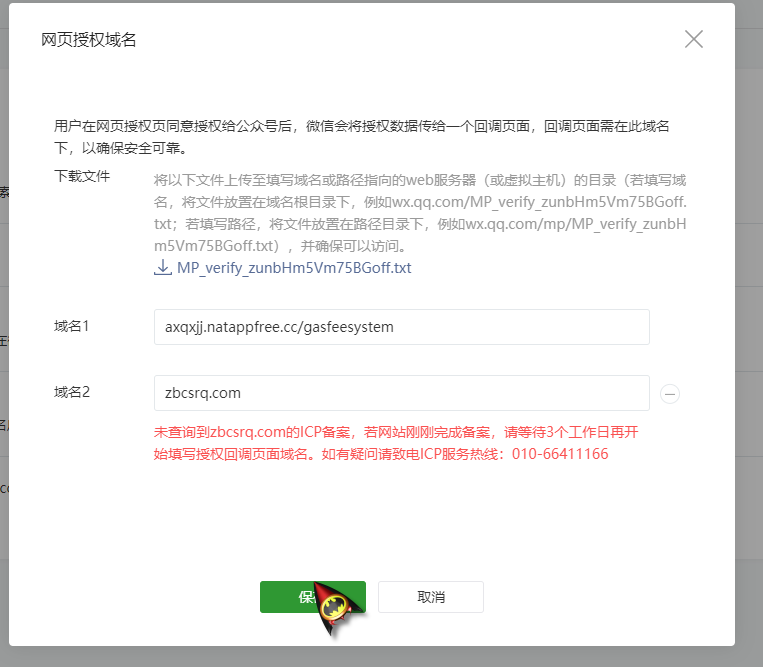 网页授权域名
用户在网页授权页同意授权给公众号后，微信会将授权数据传给一个回调页面，回调页面需在此域名
下，以确保安全可靠。
下载文件
将以下文件上传至填写域名或路径指向的web服务器（或虚拟主机）的目录（若填写域
名，将文件放置在域名根目录下，例如wx.qq.com/MP_verify_zunbHm5Vm75BGoff.
txt；若填写路径，将文件放置在路径目录下，例如wx.qq.com/mp/MP_verify_zunbH
m5Vm75BGoff.txt），并确保可以访问。
MP_verify_zunbHm5Vm75BGoff.txt
域名1
axqxjj.natappfree.cc/gasfeesystem
域名2
zbcsrq.com
未查询到zbcsrq.com的ICP备案，若网站刚刚完成备案，请等待3个工作日再开
始填写授权回调页面域名。如有疑问请致电ICP服务热线：010-66411166
保
取消